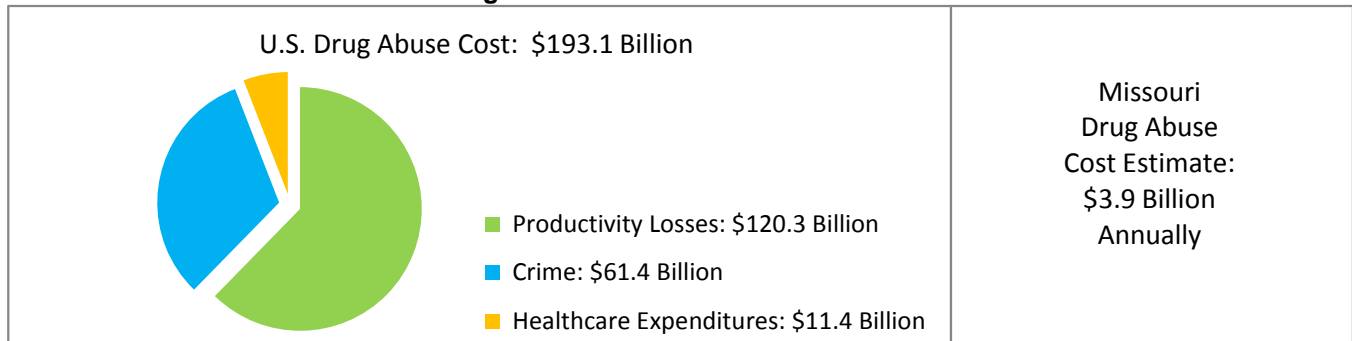 U.S. Drug Abuse Cost: $193.1 Billion
Productivity Losses: $120.3 Billion
Crime: $61.4 Billion
Healthcare Expenditures: $11.4 Billion
Missouri
Drug Abuse
Cost Estimate:
$3.9 Billion
Annually